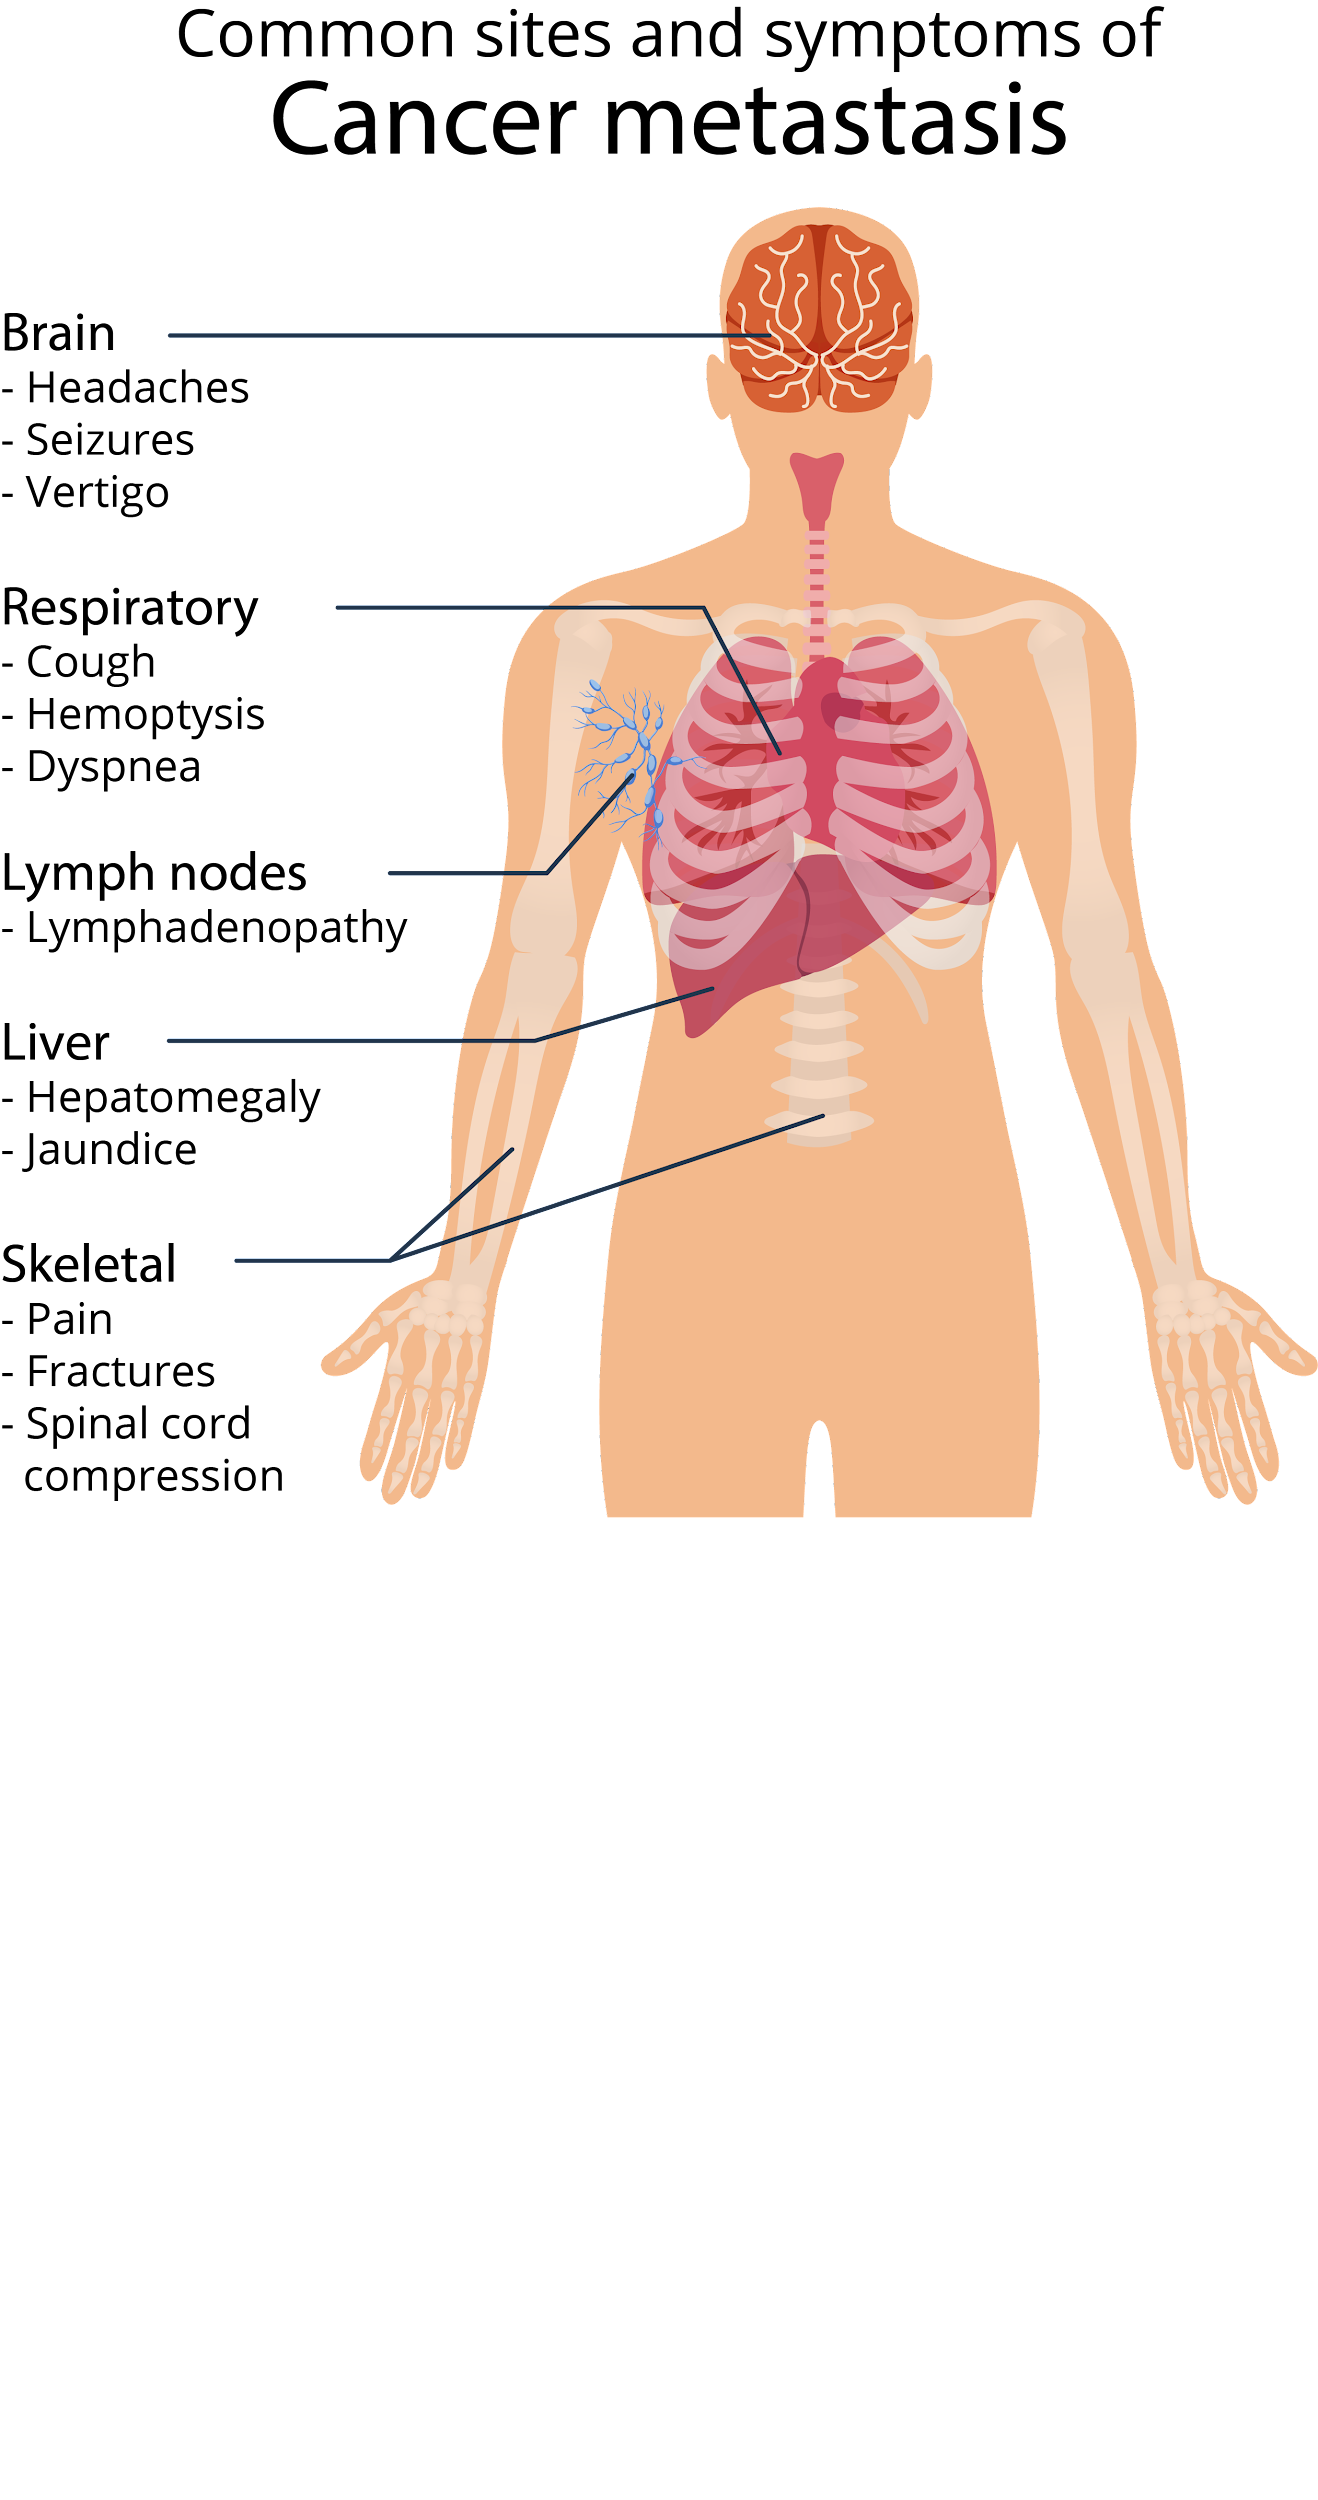 Common sites and symptoms of
Cancer metastasis
Brain
- Headaches
- Seizures
- Vertigo
Respiratory
- Cough
- Hemoptysis
- Dyspnea
Lymph nodes
- Lymphadenopathy
Liver
- Hepatomegaly
- Jaundice
Skeletal
- Pain
- Fractures
- Spinal cord
compression